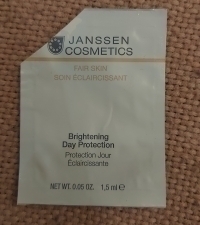 JANSSEN
COSMETICS
FAIR SKIN
SOIN ÉCLAIRCISSANT
Brightening
Day Protection
Protection Jour
Éclaircissante
NET WT. 0.05 OZ. 1,5 ml ℮